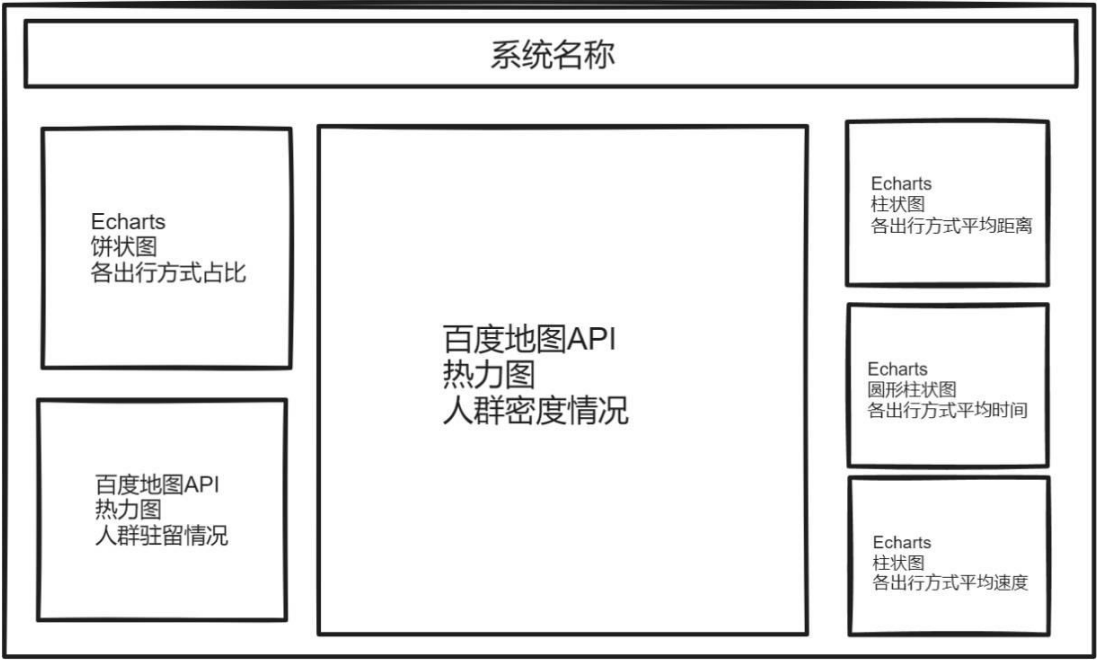 系统名称
Echarts
饼状图
各出行方式占比
百度地图API
热力图
人群驻留情况
百度地图API
热力图
人群密度情况
Echarts
柱状图
各出行方式平均距离
Echarts
圆形柱状图
各出行方式平均时间
Echarts
柱状图
各出行方式平均速度